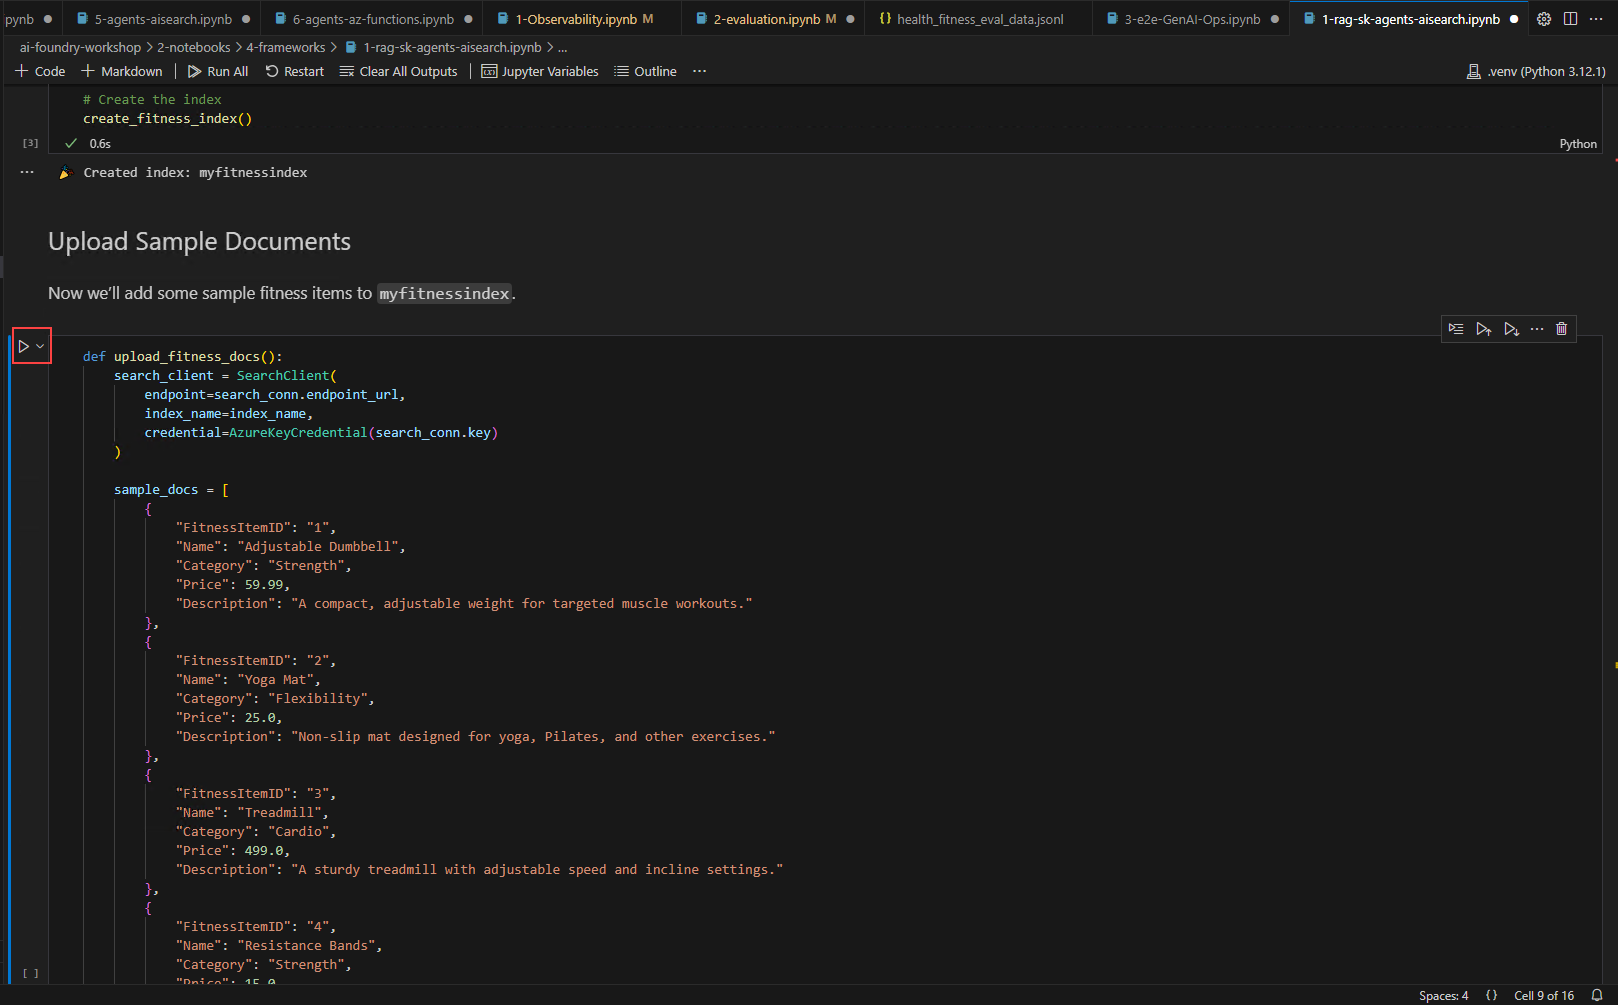 pynb
5-agents-aisearch.ipynb
6-agents-az-functions.ipynb
1-Observability.ipynb M
2-evaluation.ipynb M
{} health_fitness_eval_data.jsonl
3-e2e-GenAI-Ops.ipynb
1-rag-sk-agents-aisearch.ipynb
ai-foundry-workshop > 2-notebooks > 4-frameworks > 1-rag-sk-agents-aisearch.ipynb > ...
+ Code + Markdown Run All Restart Clear All Outputs Jupyter Variables Outline ··· .venv (Python 3.12.1)
# Create the index
create_fitness_index()
[3] ✓ 0.6s Python
··· Created index: myfitnessindex
Upload Sample Documents
Now we'll add some sample fitness items to myfitnessindex.
def upload_fitness_docs():
search_client = SearchClient(
endpoint=search_conn.endpoint_url,
index_name=index_name,
credential=AzureKeyCredential(search_conn.key)
)
sample_docs = [
{
"FitnessItemID": "1",
"Name": "Adjustable Dumbbell",
"Category": "Strength",
"Price": 59.99,
"Description": "A compact, adjustable weight for targeted muscle workouts."
},
{
"FitnessItemID": "2",
"Name": "Yoga Mat",
"Category": "Flexibility",
"Price": 25.0,
"Description": "Non-slip mat designed for yoga, Pilates, and other exercises."
},
{
"FitnessItemID": "3",
"Name": "Treadmill",
"Category": "Cardio",
"Price": 499.0,
"Description": "A sturdy treadmill with adjustable speed and incline settings."
},
{
"FitnessItemID": "4",
"Name": "Resistance Bands",
"Category": "Strength",
"Price": 15.0
[ ]
Spaces: 4 {} Cell 9 of 16